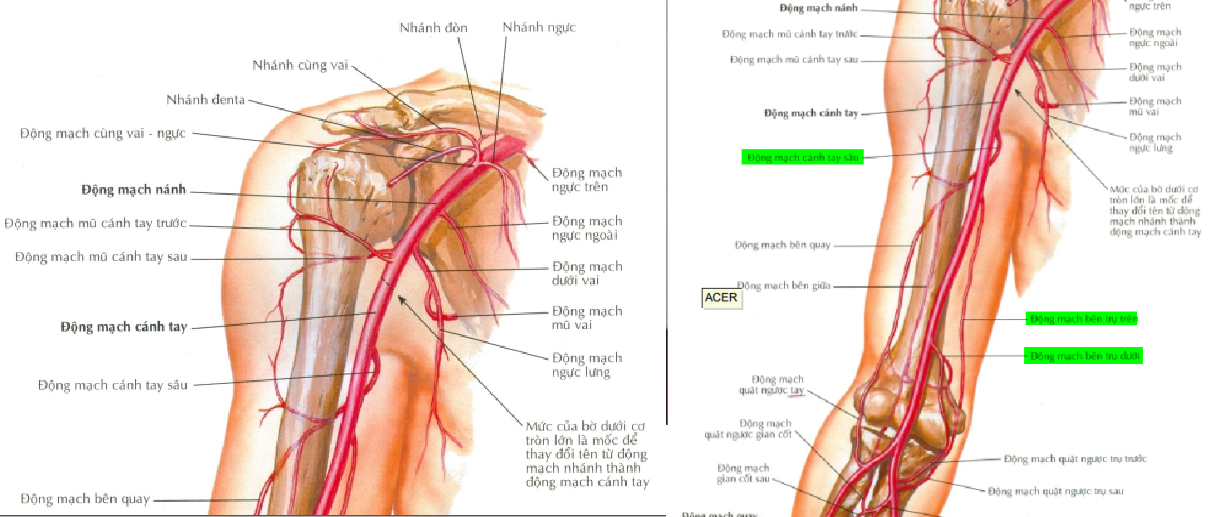 Nhánh đòn
Nhánh ngực
Nhánh cùng vai
Nhánh denta
Động mạch cùng vai - ngực
Động mạch nánh
Động mạch mũ cánh tay trước
Động mạch mũ cánh tay sau
Động mạch cánh tay
Động mạch cánh tay sâu
Động mạch bên quay
Động mạch
ngực trên
Động mạch
ngực ngoài
Động mạch
dưới vai
Động mạch
mũ vai
Động mạch
ngực lưng
Mức của bờ dưới cơ
tròn lớn là mốc để
thay đổi tên từ động
mạch nhánh thành
động mạch cánh tay
Động mạch nánh
Động mạch mũ cánh tay trước
Động mạch mũ cánh tay sau
Động mạch cánh tay
Động mạch cánh tay sâu
Động mạch bên quay
ACER
Động mạch bên giữa
Động mạch
quặt ngược tay
Động mạch
quặt ngược gian cốt
Động mạch
gian cốt sau
Động mạch quay
ngực trên
Động mạch
ngực ngoài
Động mạch
dưới vai
Động mạch
mũ vai
Động mạch
ngực lưng
Mức của bờ dưới cơ
tròn lớn là mốc để
thay đổi tên từ động
mạch nhánh thành
động mạch cánh tay
Động mạch bên trụ trên
Động mạch bên trụ dưới
Động mạch quặt ngược trụ trước
Động mạch quặt ngược trụ sau